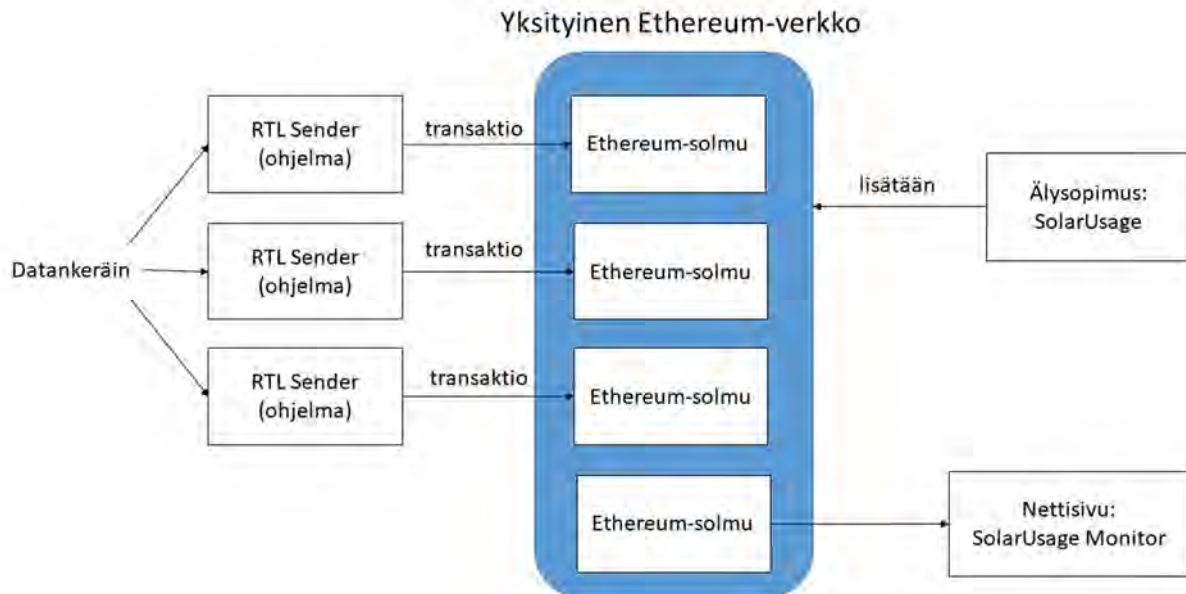 Yksityinen Ethereum-verkko
RTL Sender
(ohjelma)
transaktio
Ethereum-solmu
lisätään
Älysopimus:
SolarUsage
Datankeräin
RTL Sender
(ohjelma)
transaktio
Ethereum-solmu
RTL Sender
(ohjelma)
transaktio
Ethereum-solmu
Ethereum-solmu
Nettisivu:
SolarUsage Monitor